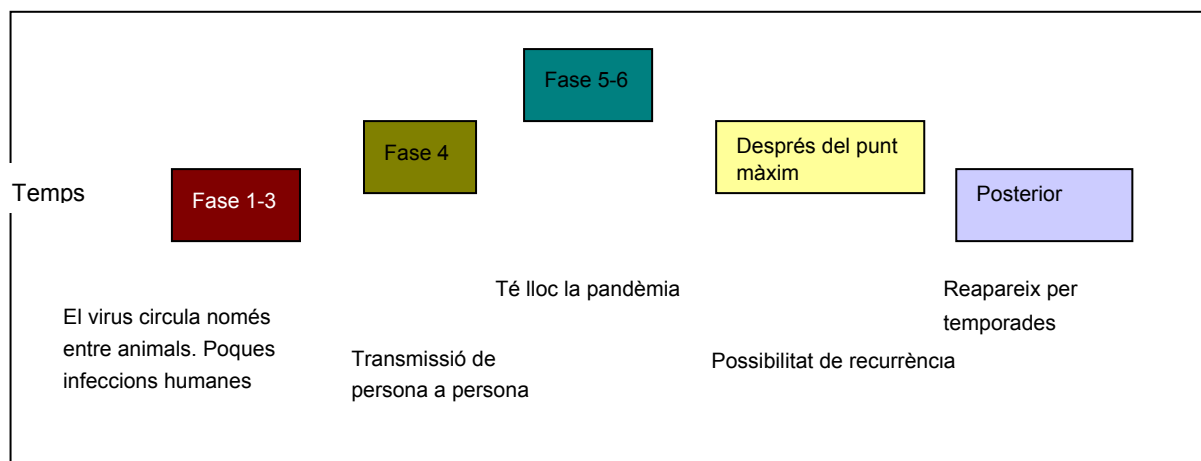 Fase 5-6
Fase 4
Després del punt
màxim
Temps
Fase 1-3
Posterior
Té lloc la pandèmia
Reapareix per
temporades
El virus circula només
entre animals. Poques
infeccions humanes
Transmissió de
persona a persona
Possibilitat de recurrència